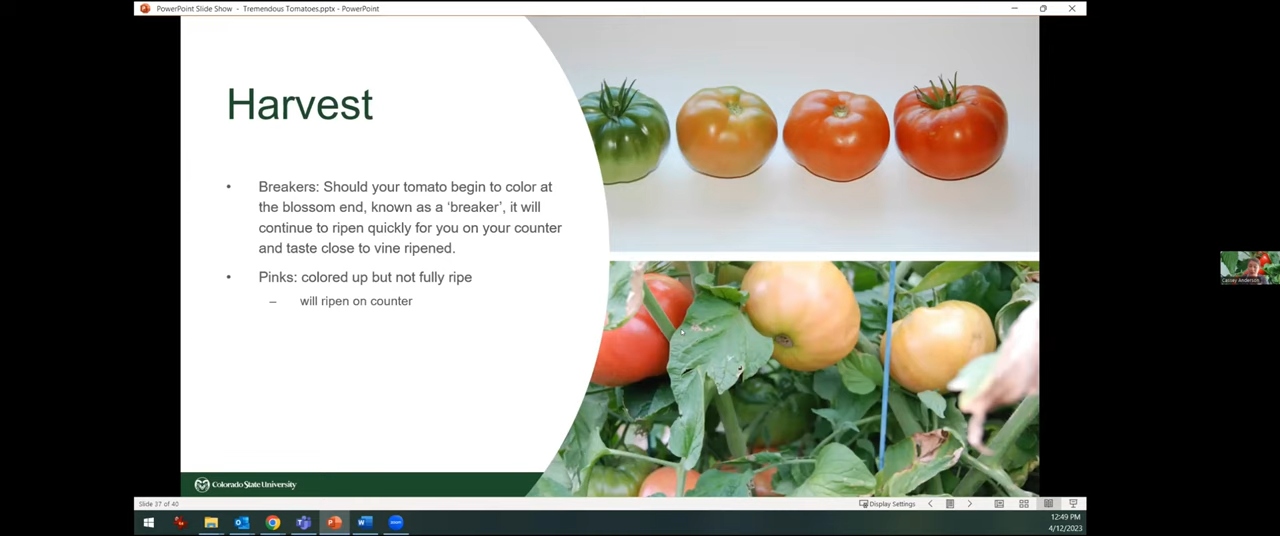 PowerPoint Slide Show - Tremendous Tomatoes.pptx - PowerPoint
Harvest
• Breakers: Should your tomato begin to color at
the blossom end, known as a ‘breaker’, it will
continue to ripen quickly for you on your counter
and taste close to vine ripened.
• Pinks: colored up but not fully ripe
– will ripen on counter
Cassey Anderson
Colorado State University
Slide 37 of 40
Display Settings
12:49 PM
4/12/2023